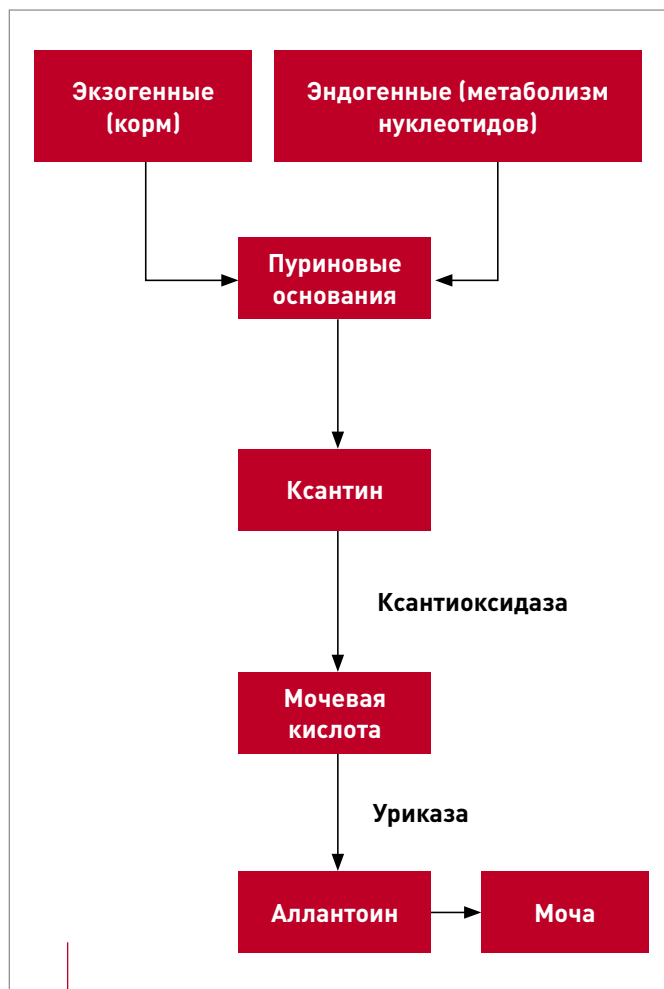 Экзогенные
(корм)
Эндогенные (метаболизм
нуклеотидов)
Пуриновые
основания
Ксантин
Ксантиоксидаза
Мочевая
кислота
Уриказа
Аллантоин
Моча